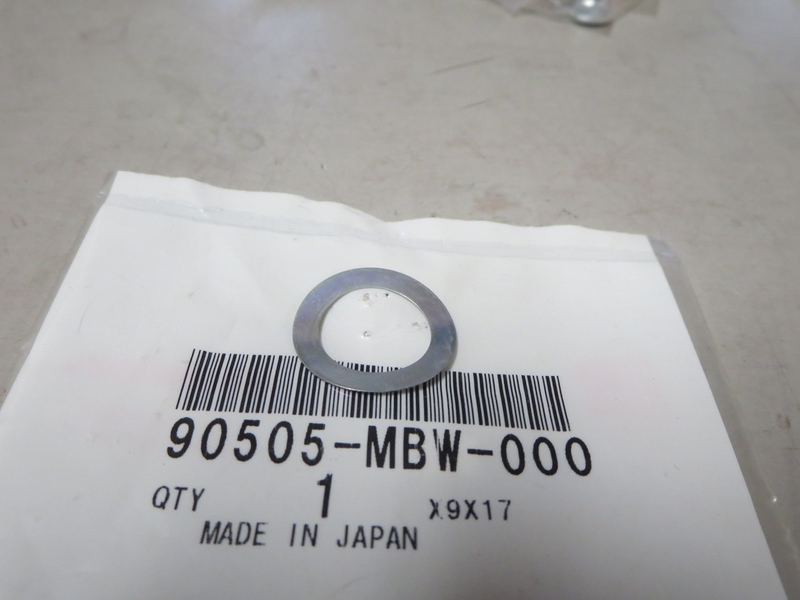 90505-MBW-000
QTY 1 X9X17
MADE IN JAPAN